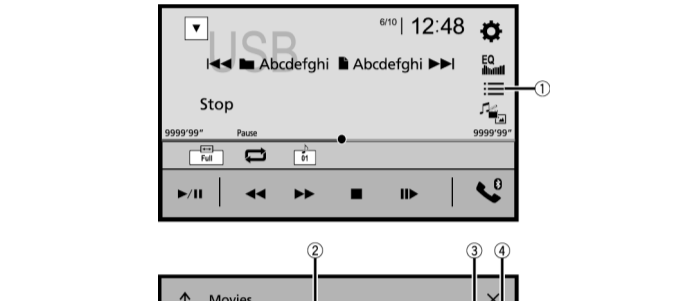 6/10 | 12:48
USB
EQ
Abcdefghi Abcdefghi
①
Stop
9999'99" Pause 9999'99"
Full 01
② ③ ④
Movies